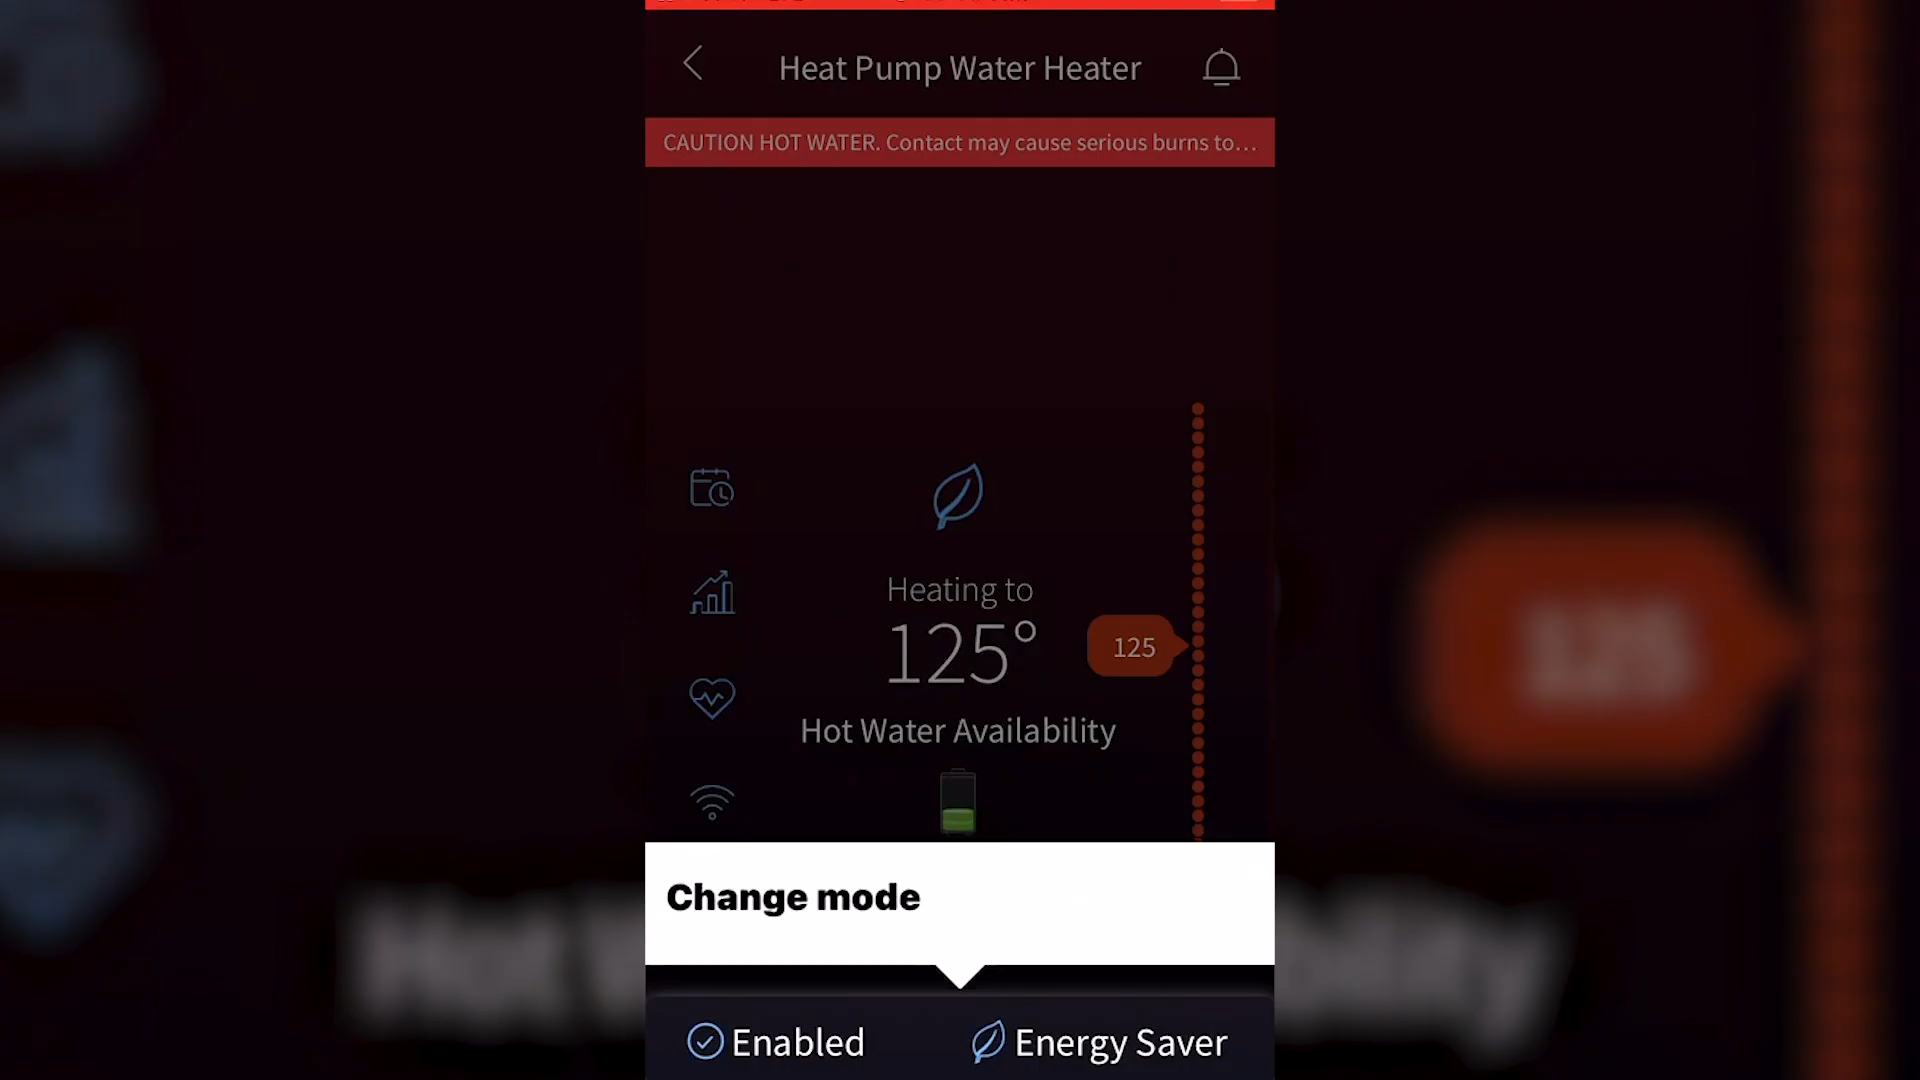 Heat Pump Water Heater
CAUTION HOT WATER. Contact may cause serious burns to...
Heating to
125°
125
125
Hot Water Availability
Change mode
Enabled
Energy Saver